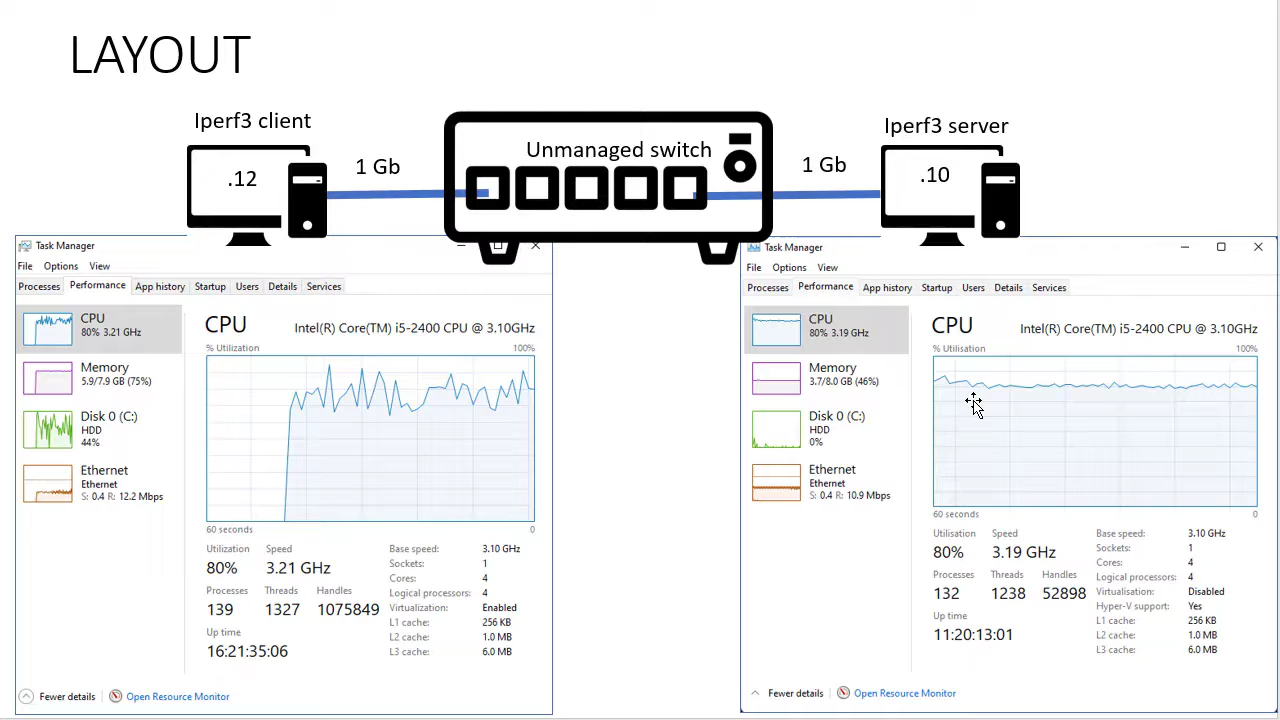 LAYOUT
Iperf3 client
.12
1 Gb
Unmanaged switch
1 Gb
Iperf3 server
.10
Task Manager
File Options View
Processes Performance App history Startup Users Details Services
CPU
80% 3.21 GHz
Memory
5.9/7.9 GB (75%)
Disk 0 (C:)
HDD
44%
Ethernet
Ethernet
S: 0.4 R: 12.2 Mbps
CPU Intel(R) Core(TM) i5-2400 CPU @ 3.10GHz
% Utilization 100%
60 seconds 0
Utilization Speed
80% 3.21 GHz
Processes Threads Handles
139 1327 1075849
Up time
16:21:35:06
Base speed: 3.10 GHz
Sockets: 1
Cores: 4
Logical processors: 4
Virtualization: Enabled
L1 cache: 256 KB
L2 cache: 1.0 MB
L3 cache: 6.0 MB
Fewer details Open Resource Monitor
Task Manager
File Options View
Processes Performance App history Startup Users Details Services
CPU
80% 3.19 GHz
Memory
3.7/8.0 GB (46%)
Disk 0 (C:)
HDD
0%
Ethernet
Ethernet
S: 0.4 R: 10.9 Mbps
CPU Intel(R) Core(TM) i5-2400 CPU @ 3.10GHz
% Utilisation 100%
60 seconds 0
Utilisation Speed
80% 3.19 GHz
Processes Threads Handles
132 1238 52898
Up time
11:20:13:01
Base speed: 3.10 GHz
Sockets: 1
Cores: 4
Logical processors: 4
Virtualisation: Disabled
Hyper-V support: Yes
L1 cache: 256 KB
L2 cache: 1.0 MB
L3 cache: 6.0 MB
Fewer details Open Resource Monitor